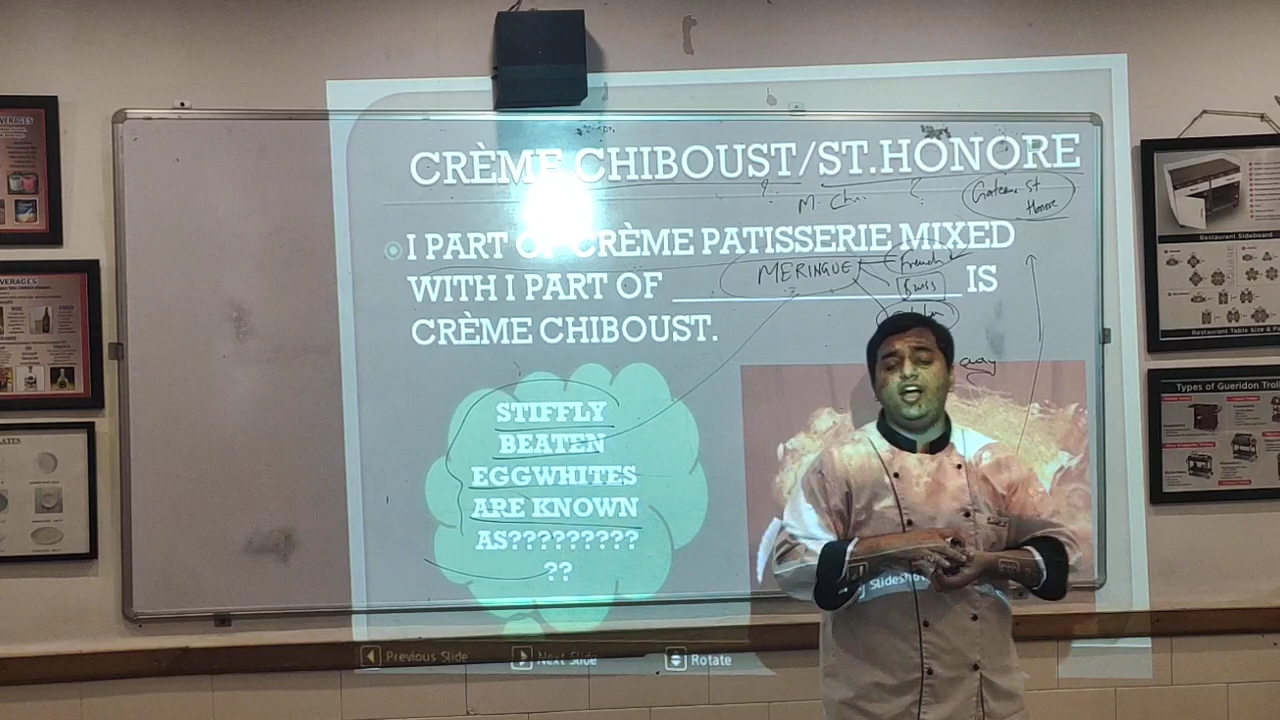 CRÈME CHIBOUST/ST.HONORE
M. Chi.
Gateau St
Honore
I PART OF CRÈME PATISSERIE MIXED
WITH I PART OF MERINGUE IS
French
Swiss
CRÈME CHIBOUST.
STIFFLY
BEATEN
EGGWHITES
ARE KNOWN
AS?????????
??
Previous Slide
Next Slide
Rotate
Restaurant Sideboard
Types of Gueridon